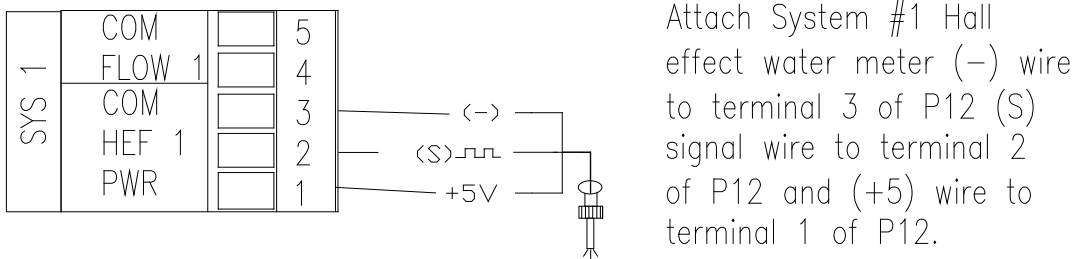 SYS 1
COM 5
FLOW 1 4
COM 3
HEF 1 2
PWR 1
(−)
(S)
+5V
Attach System #1 Hall
effect water meter (−) wire
to terminal 3 of P12 (S)
signal wire to terminal 2
of P12 and (+5) wire to
terminal 1 of P12.